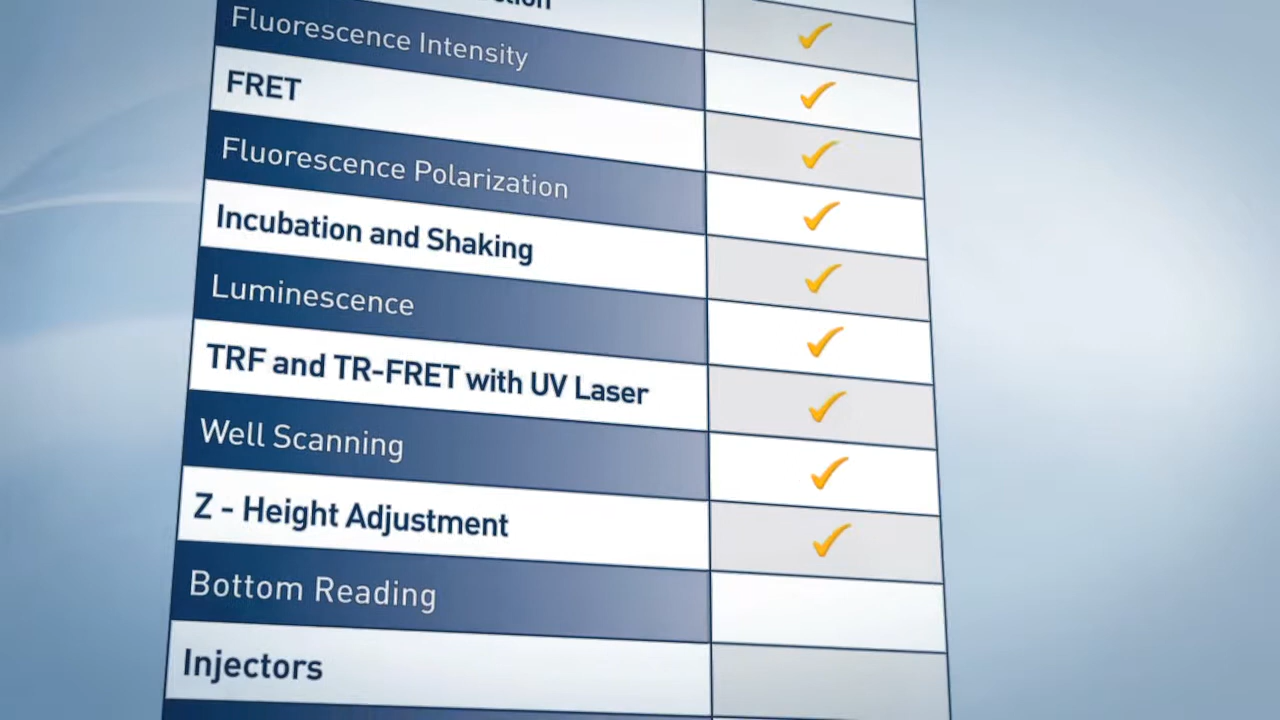 Fluorescence Intensity
FRET
Fluorescence Polarization
Incubation and Shaking
Luminescence
TRF and TR-FRET with UV Laser
Well Scanning
Z - Height Adjustment
Bottom Reading
Injectors